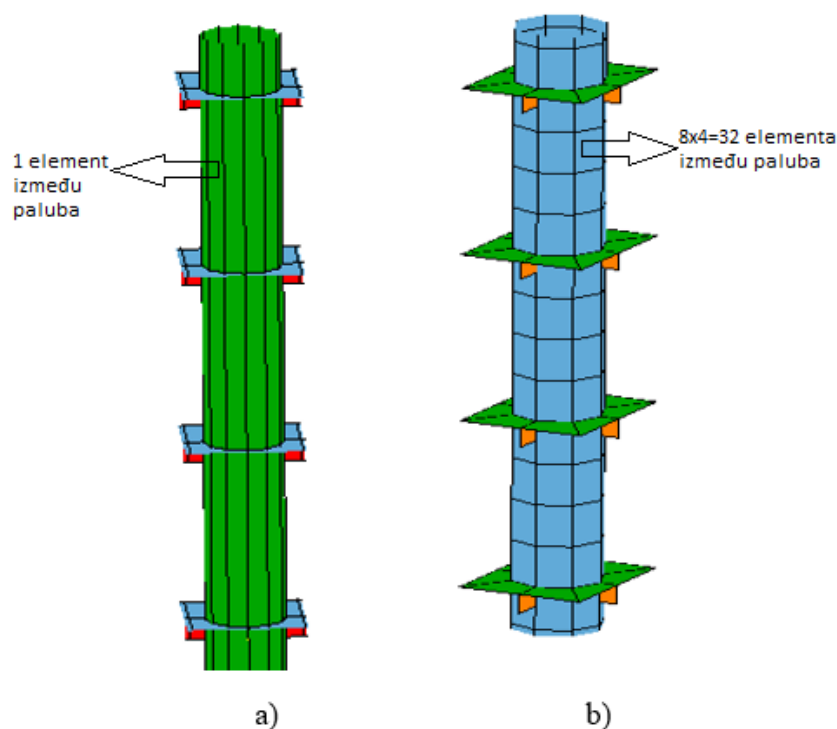 1 element
između
paluba
8x4=32 elementa
između paluba
a)
b)